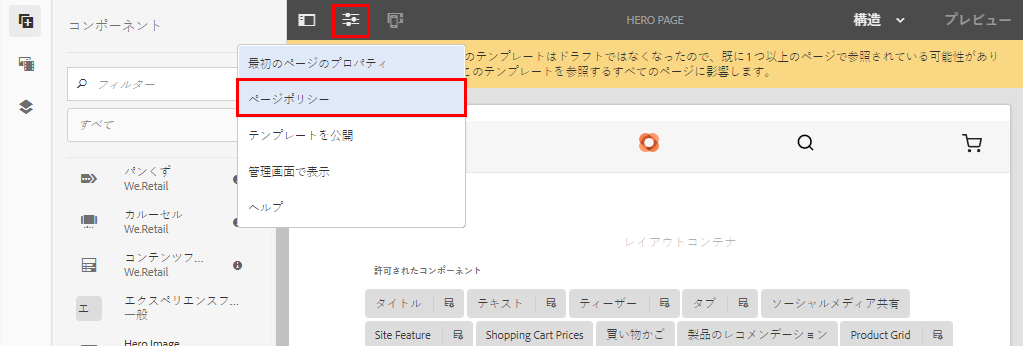 コンポーネント
フィルター
すべて
パンくず
We.Retail
カルーセル
We.Retail
コンテンツフ...
We.Retail
エ
エクスペリエンスフ...
一般
Hero Image
最初のページのプロパティ
ページポリシー
テンプレートを公開
管理画面で表示
ヘルプ
HERO PAGE
構造
プレビュー
のテンプレートはドラフトではなくなったので、既に1つ以上のページで参照されている可能性があり
このテンプレートを参照するすべてのページに影響します。
レイアウトコンテナ
許可されたコンポーネント
タイトル テキスト ティーザー タブ ソーシャルメディア共有
Site Feature Shopping Cart Prices 買い物かご 製品のレコメンデーション Product Grid